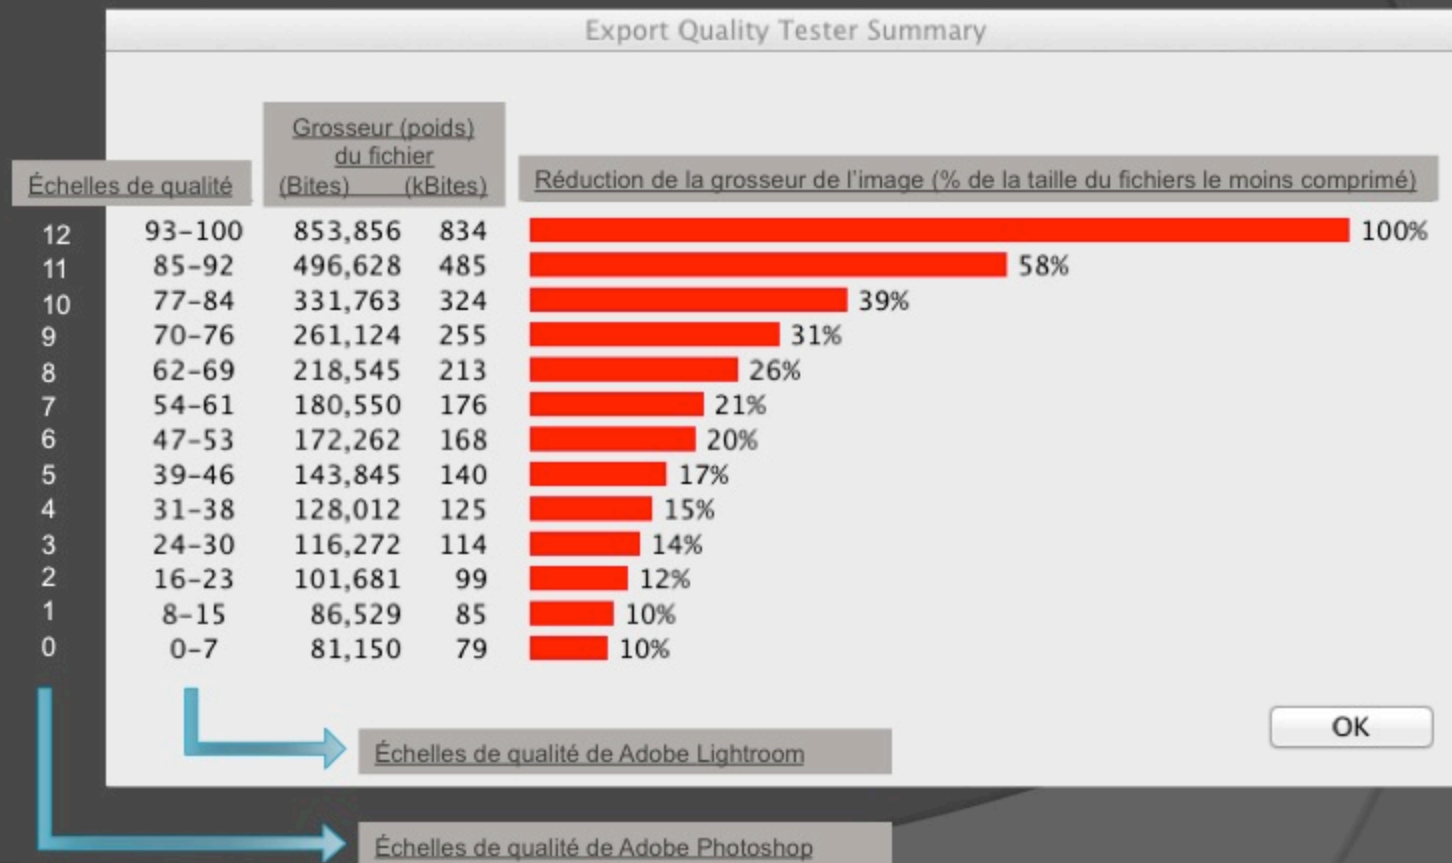 Export Quality Tester Summary
Grosseur (poids)
du fichier
(Bites) (kBites)
Échelles de qualité
Réduction de la grosseur de l'image (% de la taille du fichiers le moins comprimé)
12 93-100 853,856 834 100%
11 85-92 496,628 485 58%
10 77-84 331,763 324 39%
9 70-76 261,124 255 31%
8 62-69 218,545 213 26%
7 54-61 180,550 176 21%
6 47-53 172,262 168 20%
5 39-46 143,845 140 17%
4 31-38 128,012 125 15%
3 24-30 116,272 114 14%
2 16-23 101,681 99 12%
1 8-15 86,529 85 10%
0 0-7 81,150 79 10%
OK
Échelles de qualité de Adobe Lightroom
Échelles de qualité de Adobe Photoshop